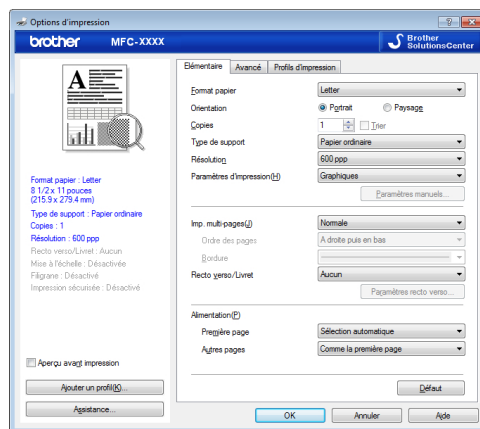 Options d'impression
brother MFC-XXXX Brother SolutionsCenter
Elémentaire Avancé Profils d'impression
Format papier Letter
Orientation Portrait Paysage
Copies 1 Trier
Type de support Papier ordinaire
Résolution 600 ppp
Paramètres d'impression(H) Graphiques
Paramètres manuels...
Imp. multi-pages(J) Normale
Ordre des pages A droite puis en bas
Bordure
Recto verso/Livret Aucun
Paramètres recto verso...
Alimentation(P)
Première page Sélection automatique
Autres pages Comme la première page
Défaut
ABC
Format papier : Letter
8 1/2 x 11 pouces
(215.9 x 279.4 mm)
Type de support : Papier ordinaire
Copies : 1
Résolution : 600 ppp
Recto verso/Livret : Aucun
Mise à l'échelle : Désactivée
Filigrane : Désactivé
Impression sécurisée : Désactivé
Aperçu avant impression
Ajouter un profil(K)...
Assistance...
OK Annuler Aide